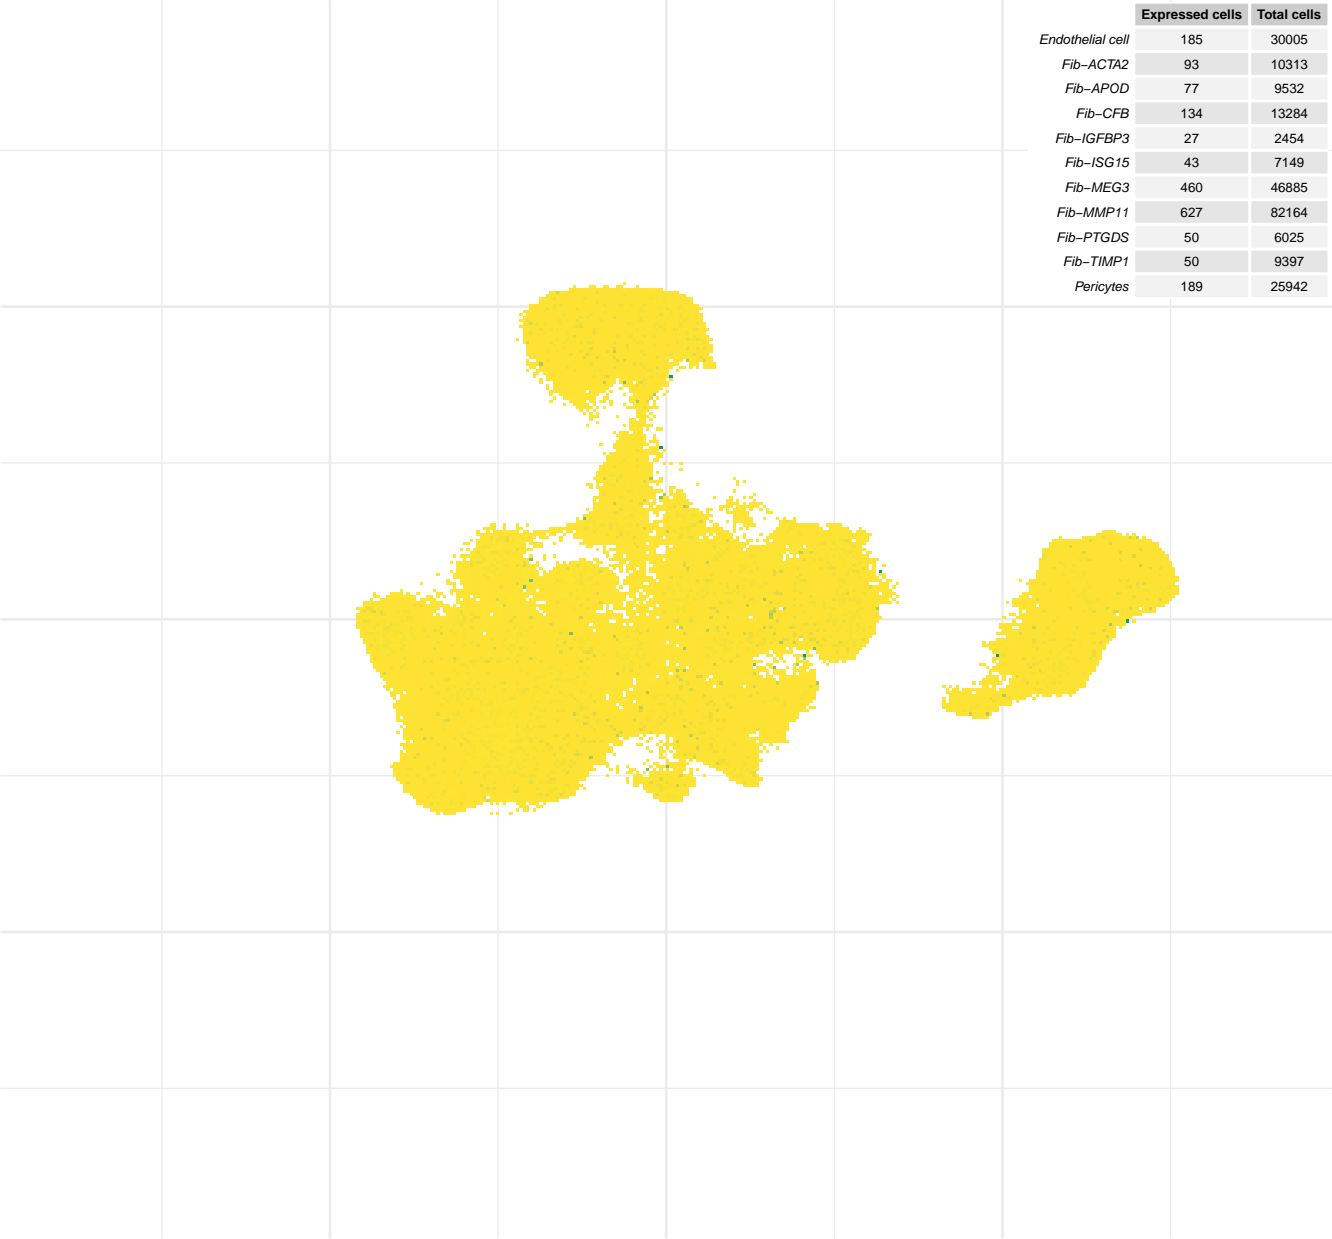 Expressed cells Total cells
Endothelial cell 185 30005
Fib−ACTA2 93 10313
Fib−APOD 77 9532
Fib−CFB 134 13284
Fib−IGFBP3 27 2454
Fib−ISG15 43 7149
Fib−MEG3 460 46885
Fib−MMP11 627 82164
Fib−PTGDS 50 6025
Fib−TIMP1 50 9397
Pericytes 189 25942